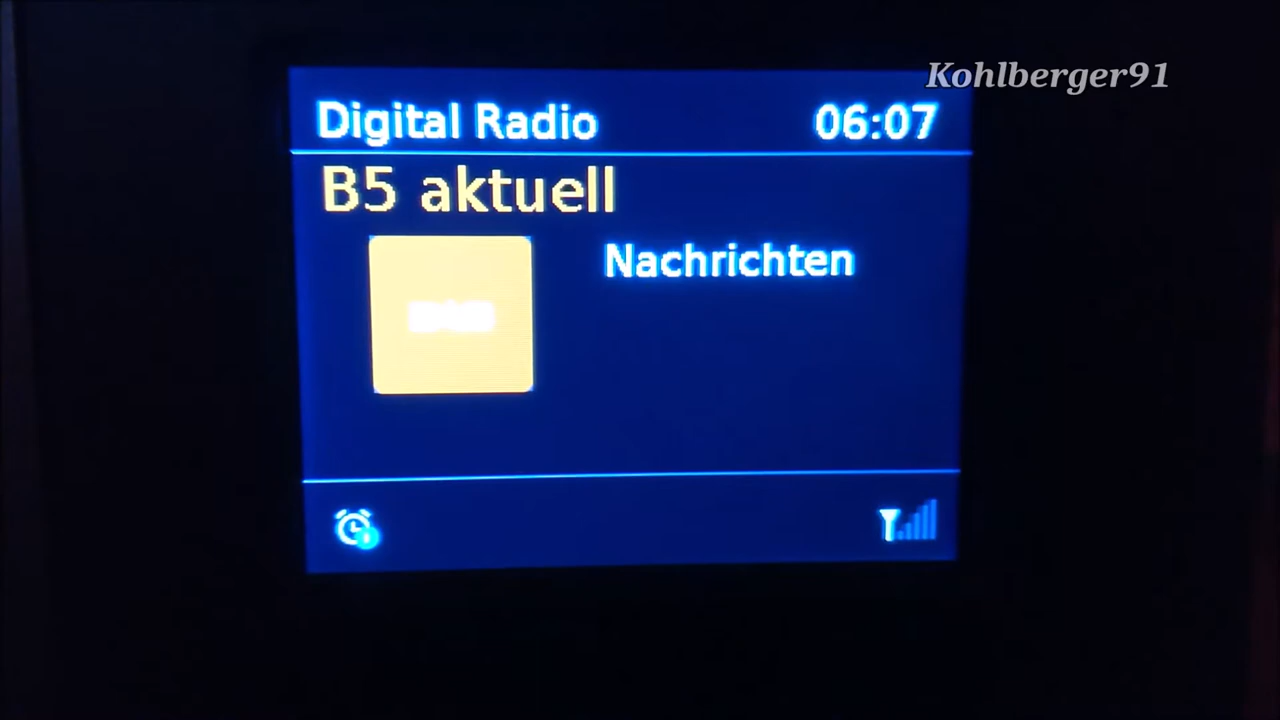 Kohlberger91
Digital Radio 06:07
B5 aktuell
Nachrichten